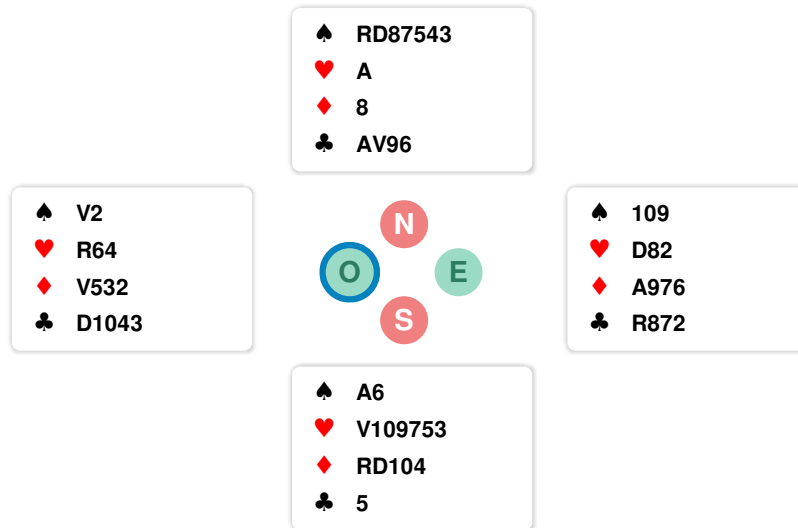 ♠ RD87543
♥ A
♦ 8
♣ AV96
♠ V2
♥ R64
♦ V532
♣ D1043
N
O E
S
♠ 109
♥ D82
♦ A976
♣ R872
♠ A6
♥ V109753
♦ RD104
♣ 5